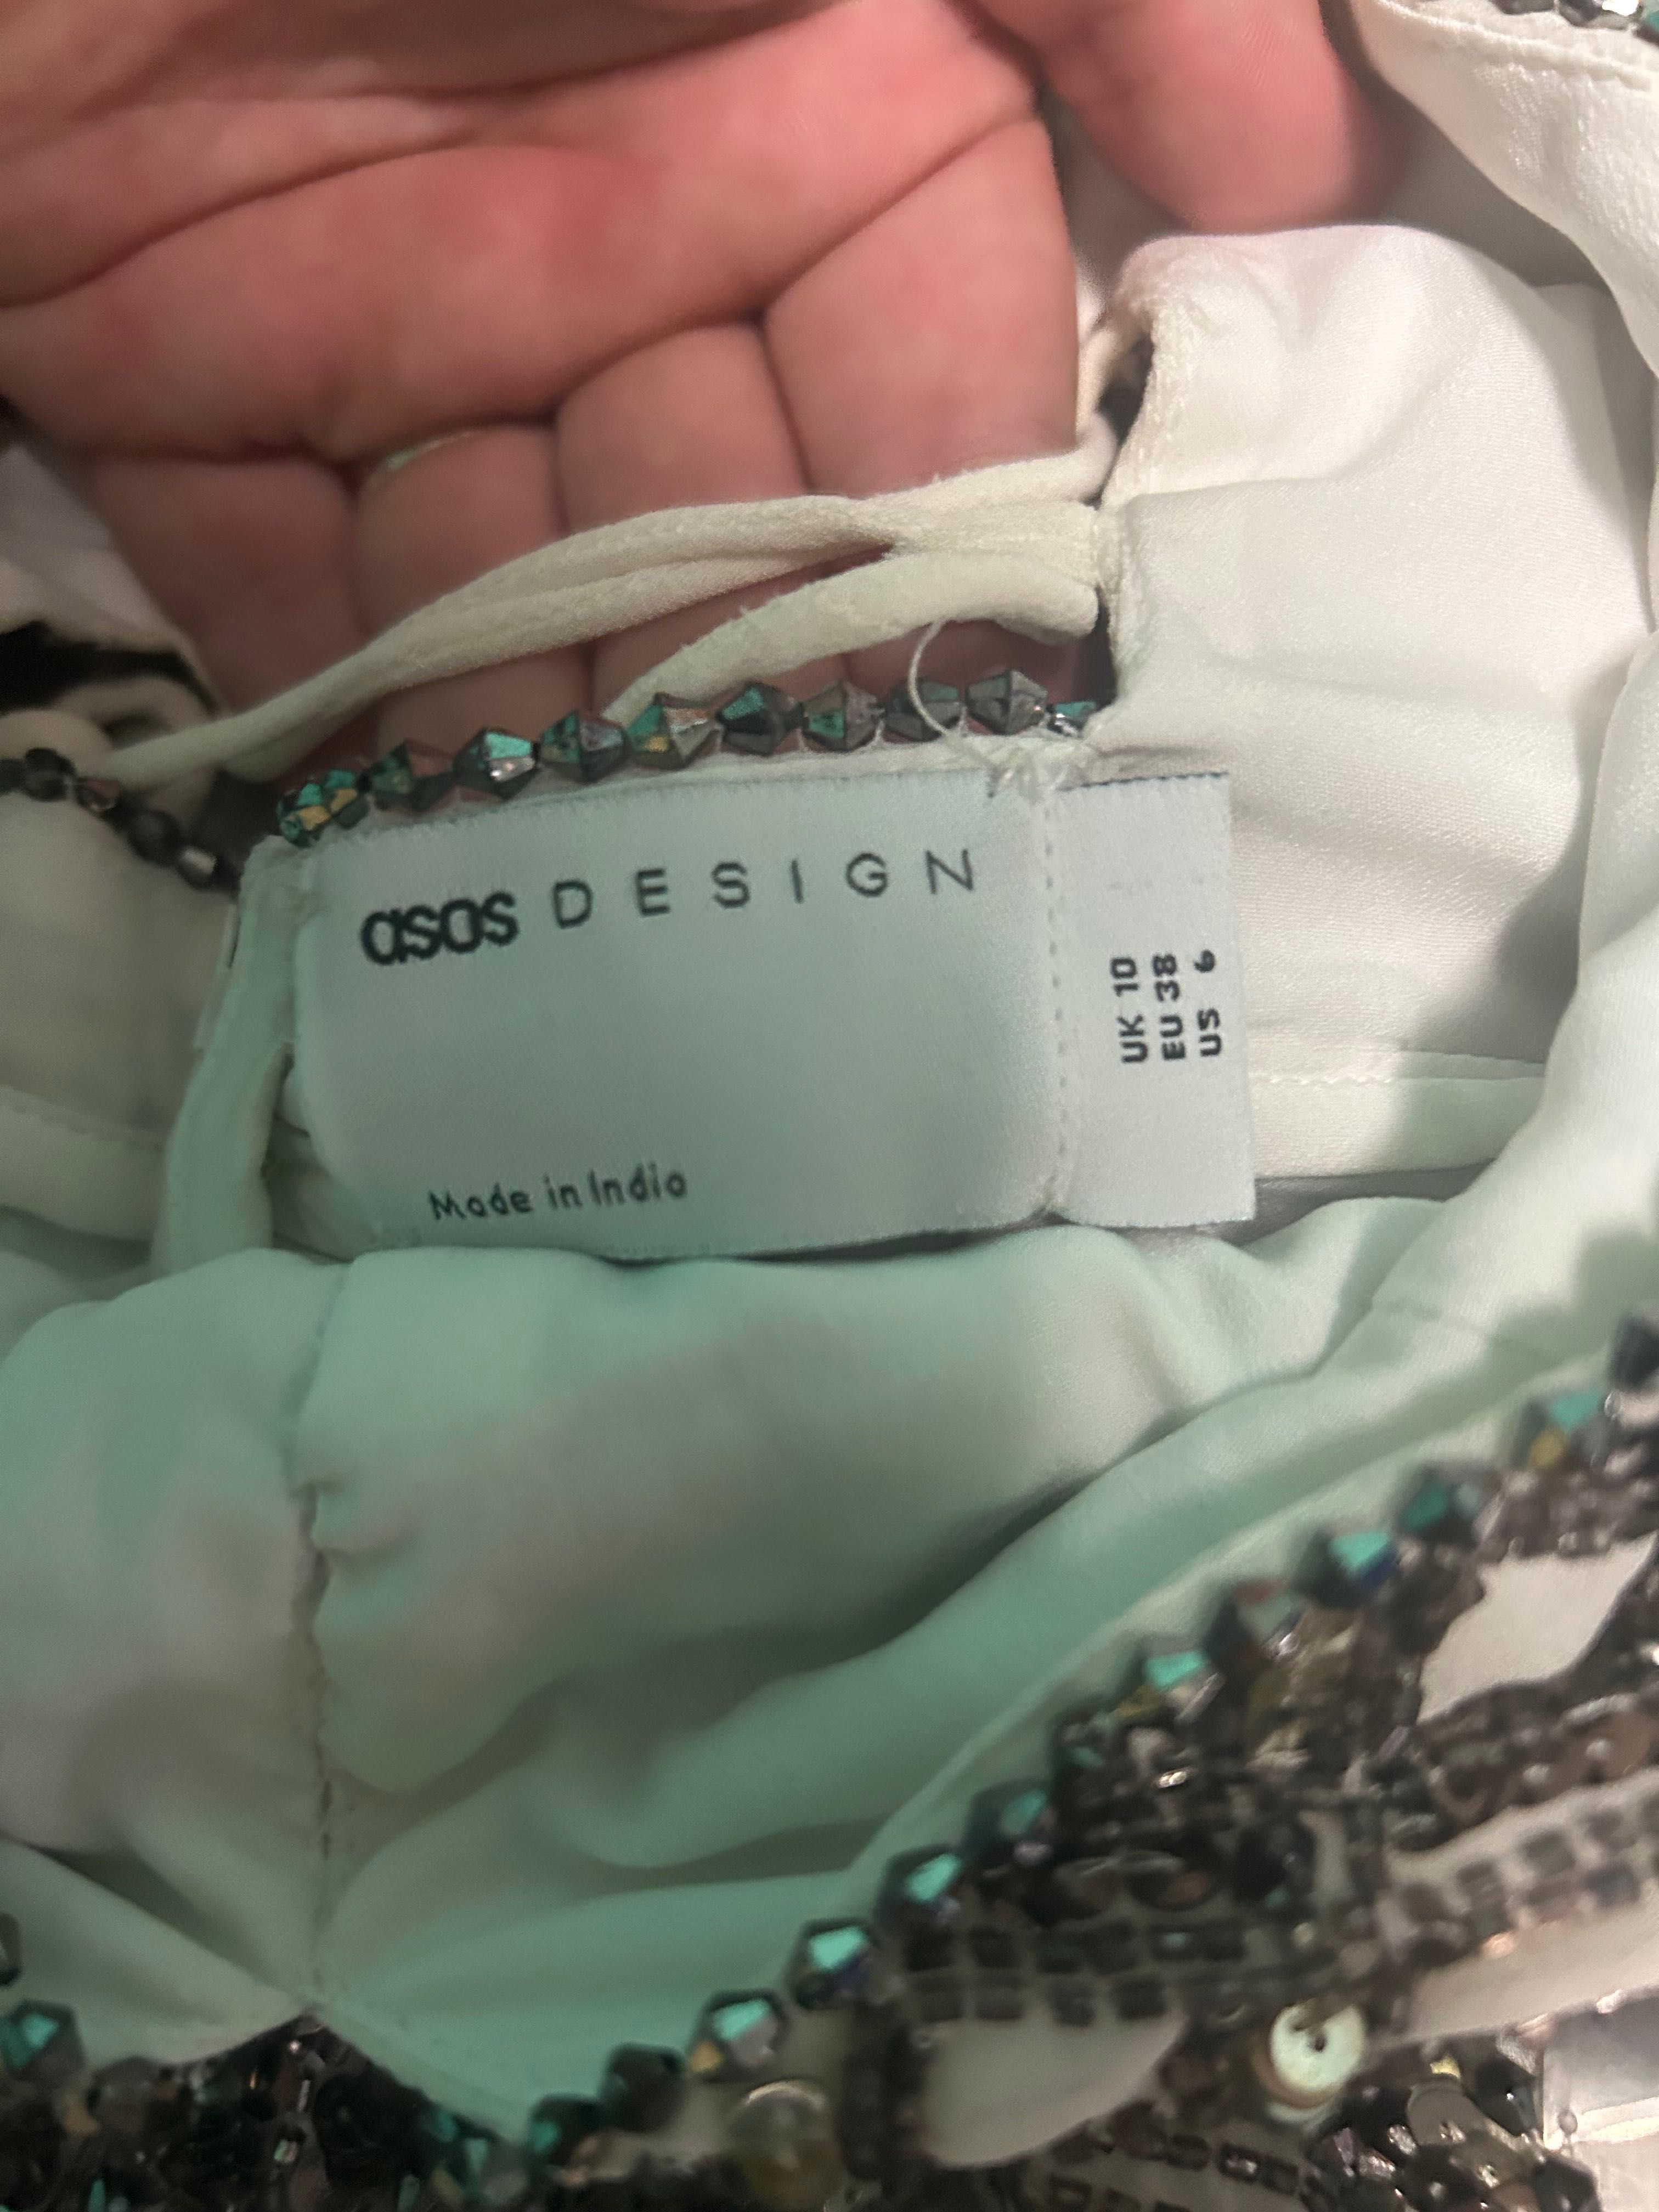 asos DESIGN
Made in India
UK 10
EU 38
US 6